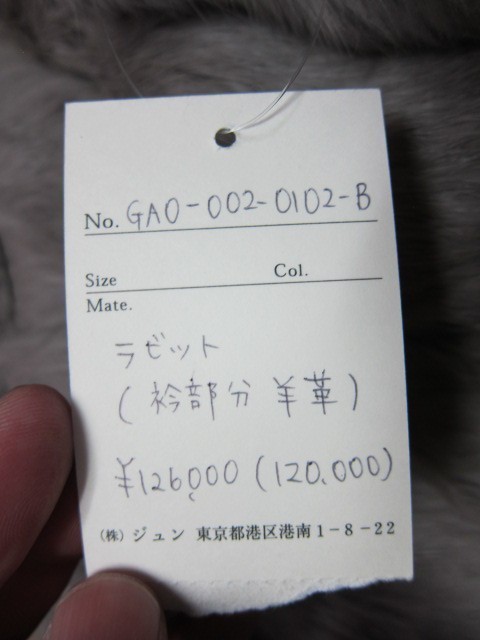 No. GA0-002-0102-B
Size Col.
Mate.
ラビット
(衿部分 羊革)
¥126,000 (120,000)
(株) ジュン 東京都港区港南1-8-22